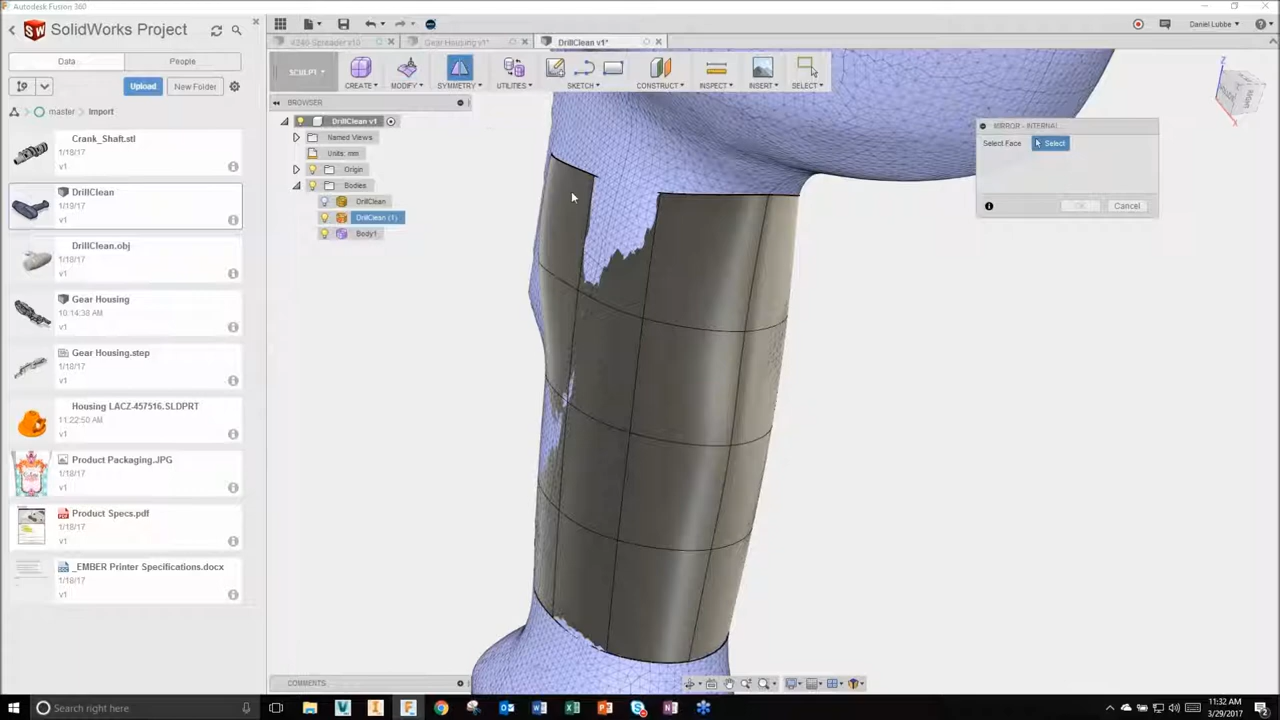 Autodesk Fusion 360
SolidWorks Project
Data
People
Upload
New Folder
master
Import
Crank_Shaft.stl
1/18/17
v1
DrillClean
1/18/17
v1
DrillClean.obj
v1
Gear Housing
10:14:38 AM
v1
Gear Housing.step
1/18/17
v1
Housing LACZ-457516.SLDPRT
11:22:50 AM
v1
Product Packaging.JPG
1/18/17
v1
Product Specs.pdf
1/18/17
v1
_EMBER Printer Specifications.docx
1/18/17
v1
Daniel Lubbe
4346-Spreader v10
Gear Housing v1*
DrillClean v1*
SCULPT
CREATE
MODIFY
SYMMETRY
UTILITIES
SKETCH
CONSTRUCT
INSPECT
INSERT
SELECT
BROWSER
DrillClean v1
Named Views
Units: mm
Origin
Bodies
DrillClean
DrillClean (1)
Body1
MIRROR - INTERNAL
Select Face
Select
OK
Cancel
Z
X
COMMENTS
Search right here
11:32 AM
3/29/2017